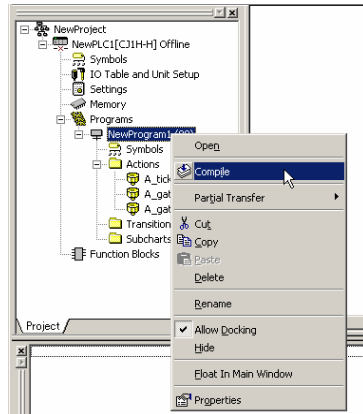 NewProject
NewPLC1[CJ1H-H] Offline
Symbols
IO Table and Unit Setup
Settings
Memory
Programs
NewProgram1 (00)
Symbols
Actions
A_tick
A_gat
A_gat
Transition
Subcharts
Function Blocks
Project
Open
Compile
Partial Transfer
Cut
Copy
Paste
Delete
Rename
Allow Docking
Hide
Float In Main Window
Properties